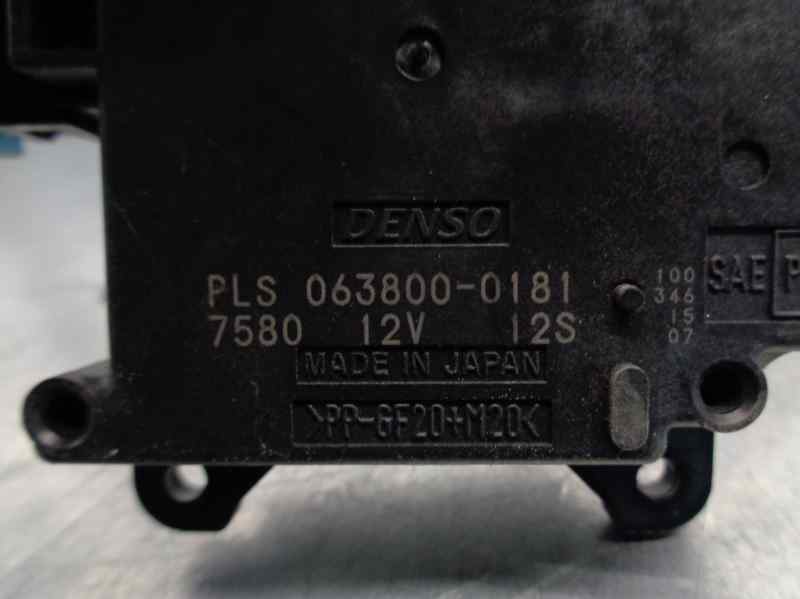 DENSO
PLS 063800-0181
7580 12V 12S
100
346
15
07
SAE P
MADE IN JAPAN
>PP-GF20+M20<